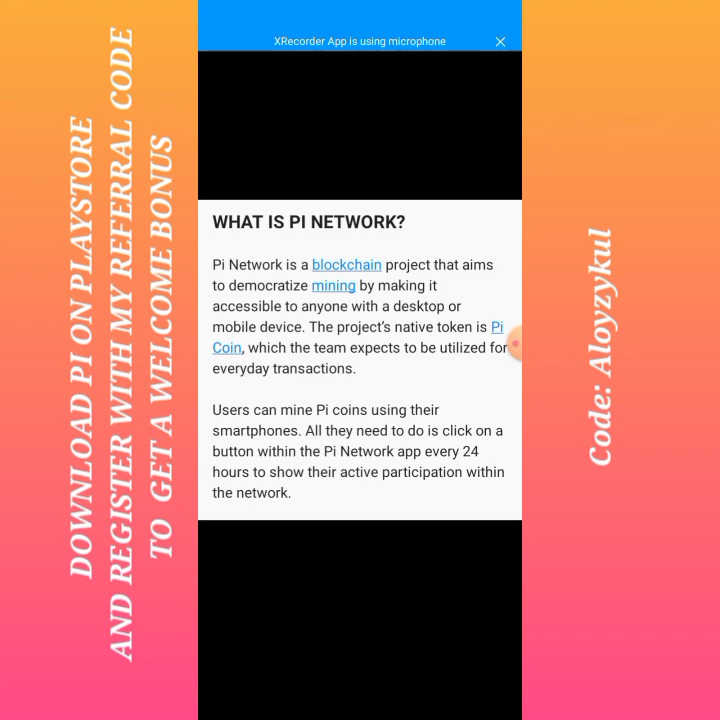 DOWNLOAD PI ON PLAYSTORE
AND REGISTER WITH MY REFERRAL CODE
TO GET A WELCOME BONUS
XRecorder App is using microphone
WHAT IS PI NETWORK?
Pi Network is a blockchain project that aims
to democratize mining by making it
accessible to anyone with a desktop or
mobile device. The project's native token is Pi
Coin, which the team expects to be utilized for
everyday transactions.
Users can mine Pi coins using their
smartphones. All they need to do is click on a
button within the Pi Network app every 24
hours to show their active participation within
the network.
Code: Aloyzykul